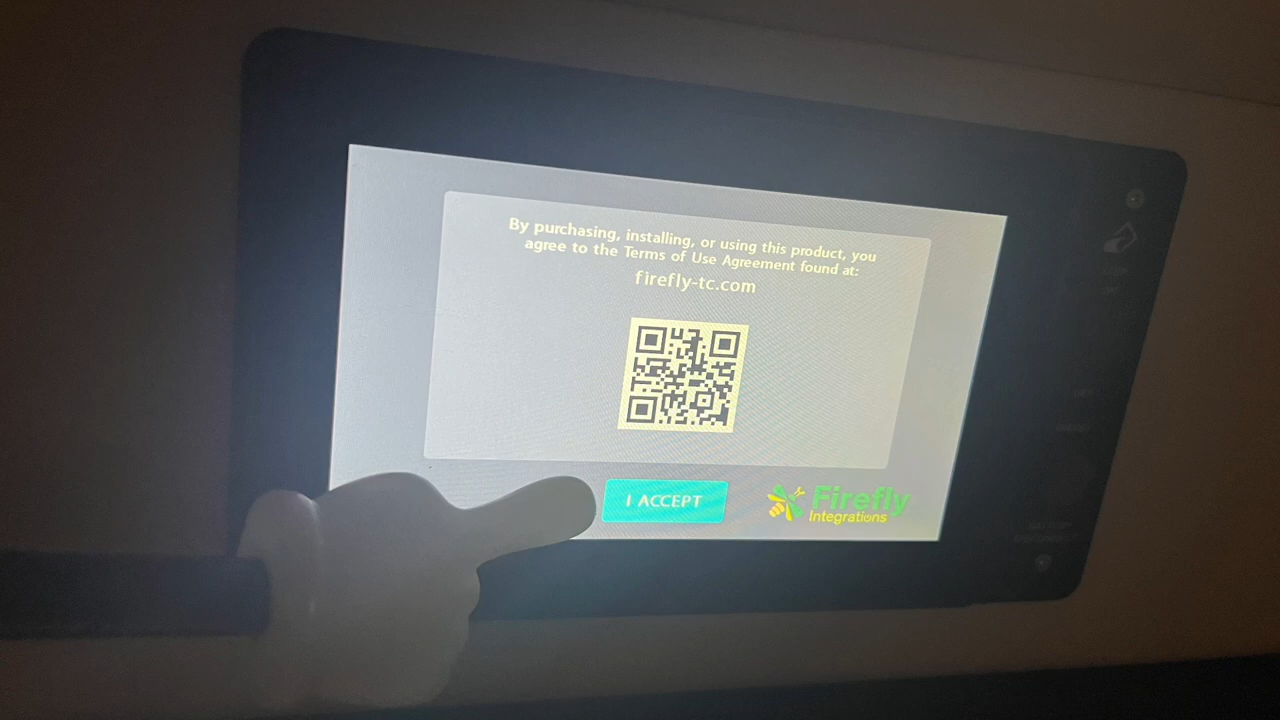 By purchasing, installing, or using this product, you
agree to the Terms of Use Agreement found at:
firefly-tc.com
I ACCEPT
Firefly
Integrations